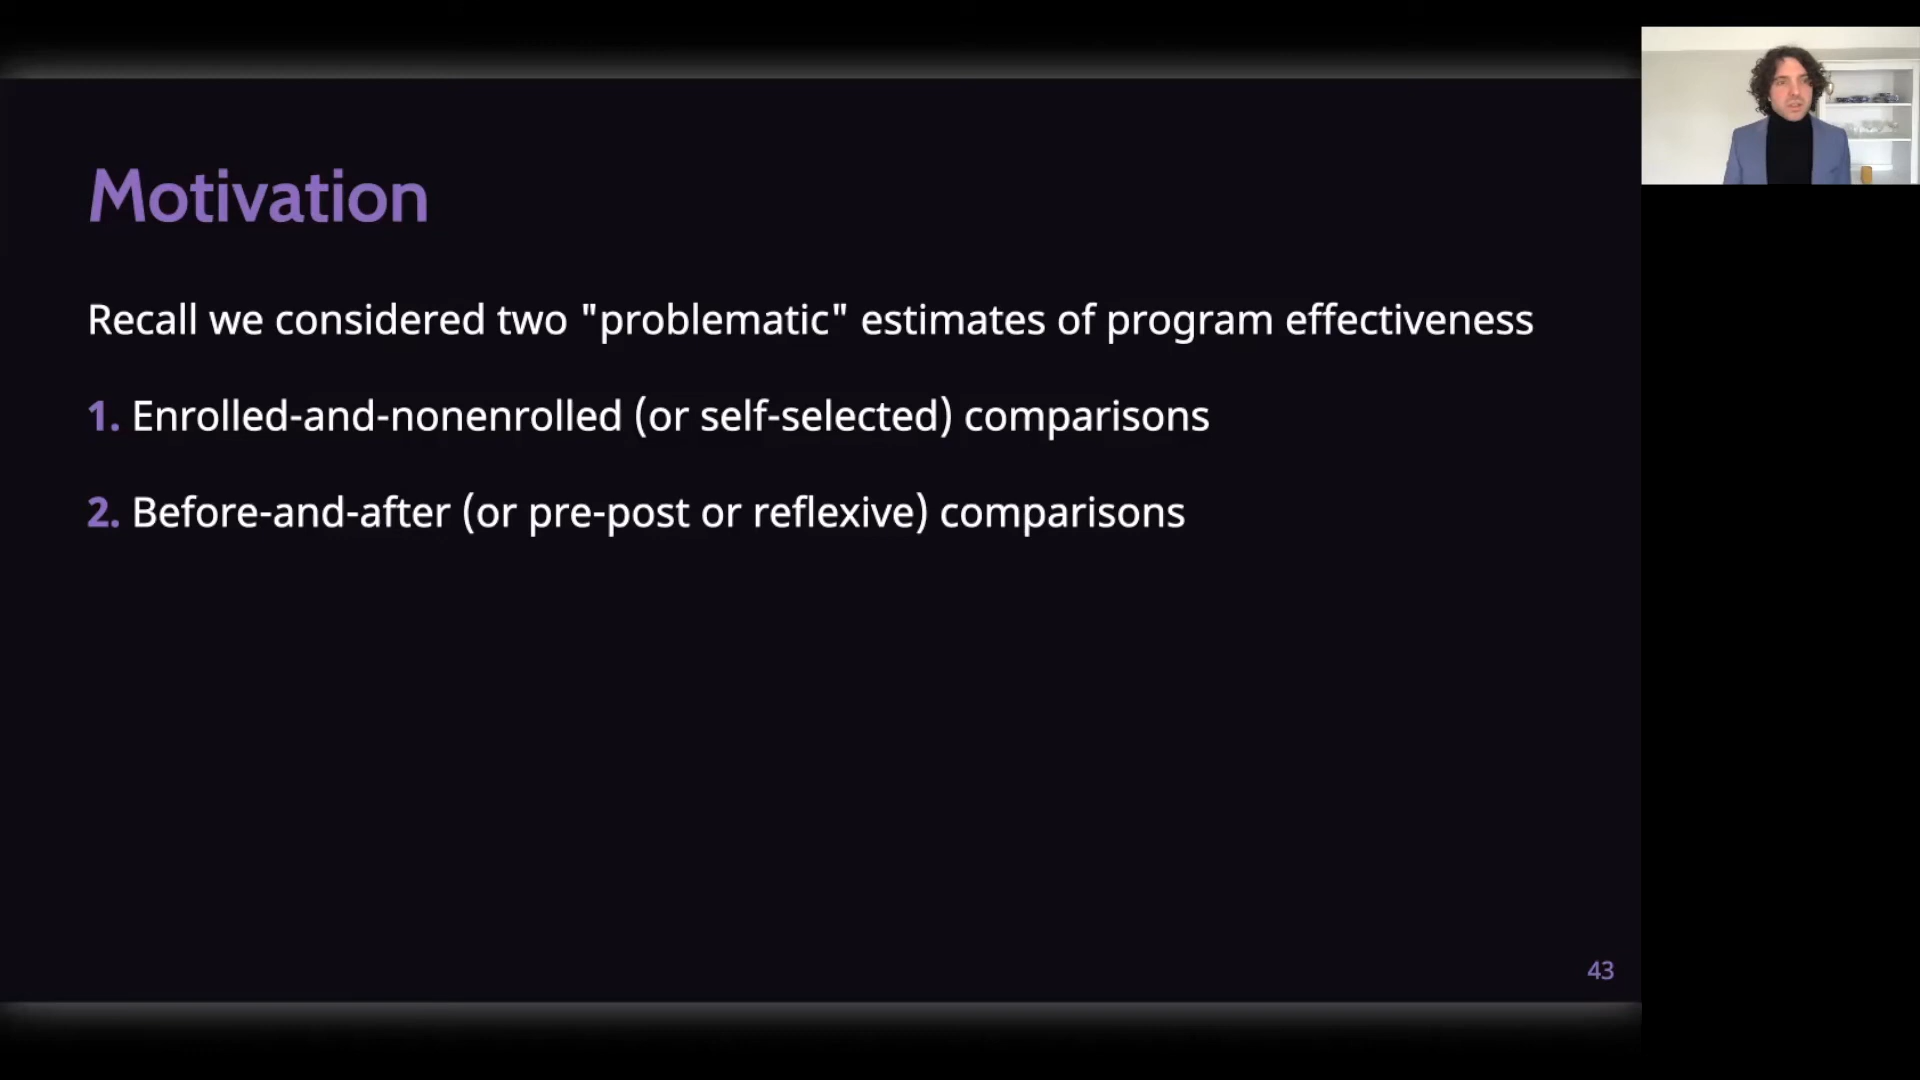 Motivation
Recall we considered two "problematic" estimates of program effectiveness
1. Enrolled-and-nonenrolled (or self-selected) comparisons
2. Before-and-after (or pre-post or reflexive) comparisons
43